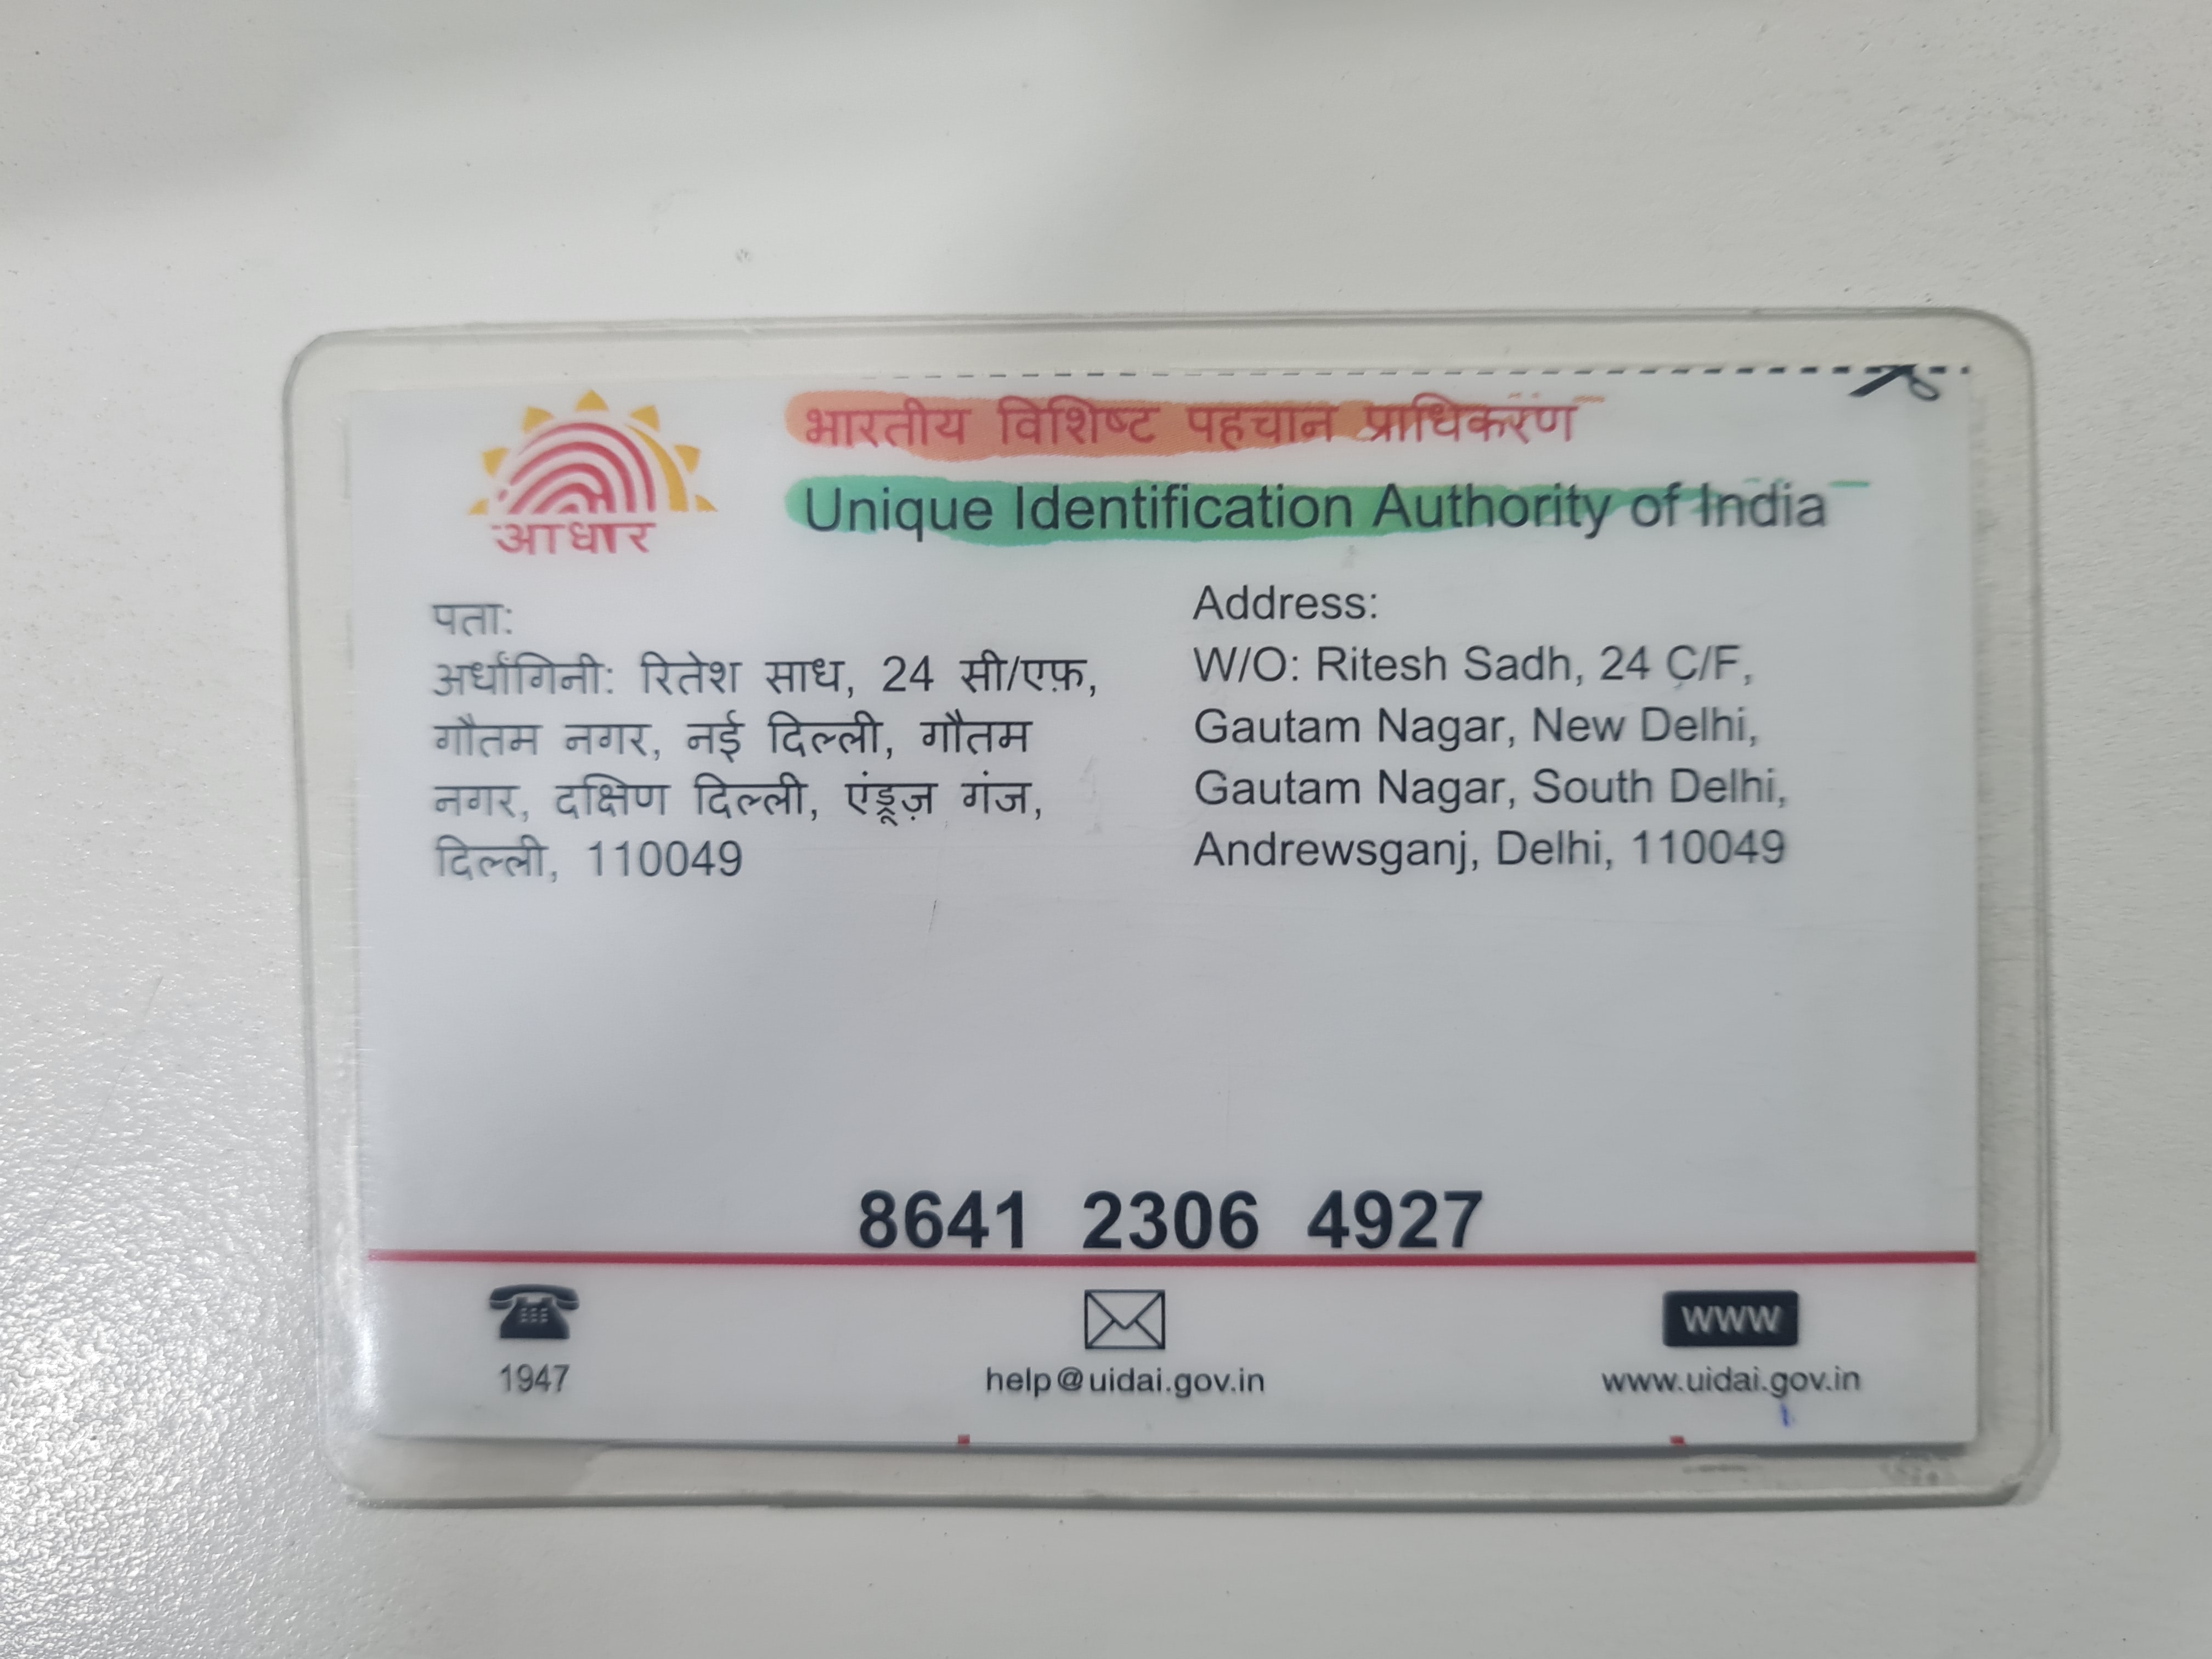 भारतीय विशिष्ट पहचान प्राधिकरण
Unique Identification Authority of India
आधार
पता:
अर्धांगिनी: रितेश साध, 24 सी/एफ़,
गौतम नगर, नई दिल्ली, गौतम
नगर, दक्षिण दिल्ली, एंड्रूज़ गंज,
दिल्ली, 110049
Address:
W/O: Ritesh Sadh, 24 C/F,
Gautam Nagar, New Delhi,
Gautam Nagar, South Delhi,
Andrewsganj, Delhi, 110049
8641 2306 4927
1947
help@uidai.gov.in
WWW
www.uidai.gov.in